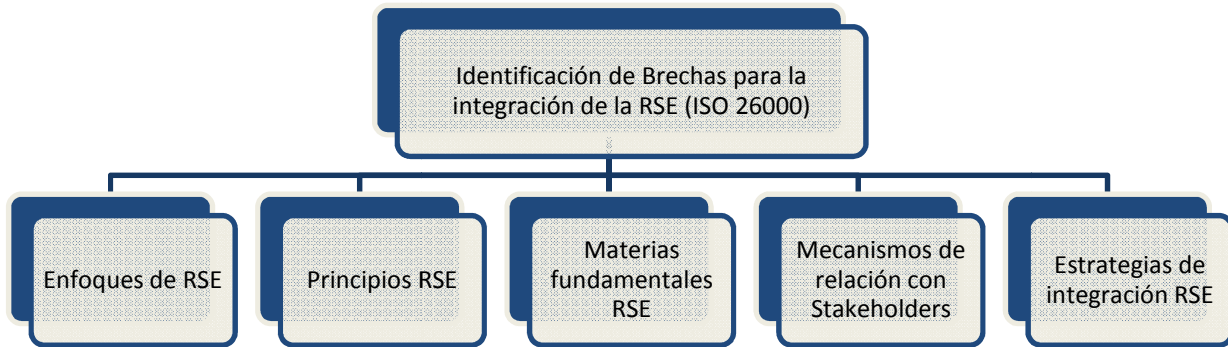 Identificación de Brechas para la
integración de la RSE (ISO 26000)
Enfoques de RSE
Principios RSE
Materias
fundamentales
RSE
Mecanismos de
relación con
Stakeholders
Estrategias de
integración RSE